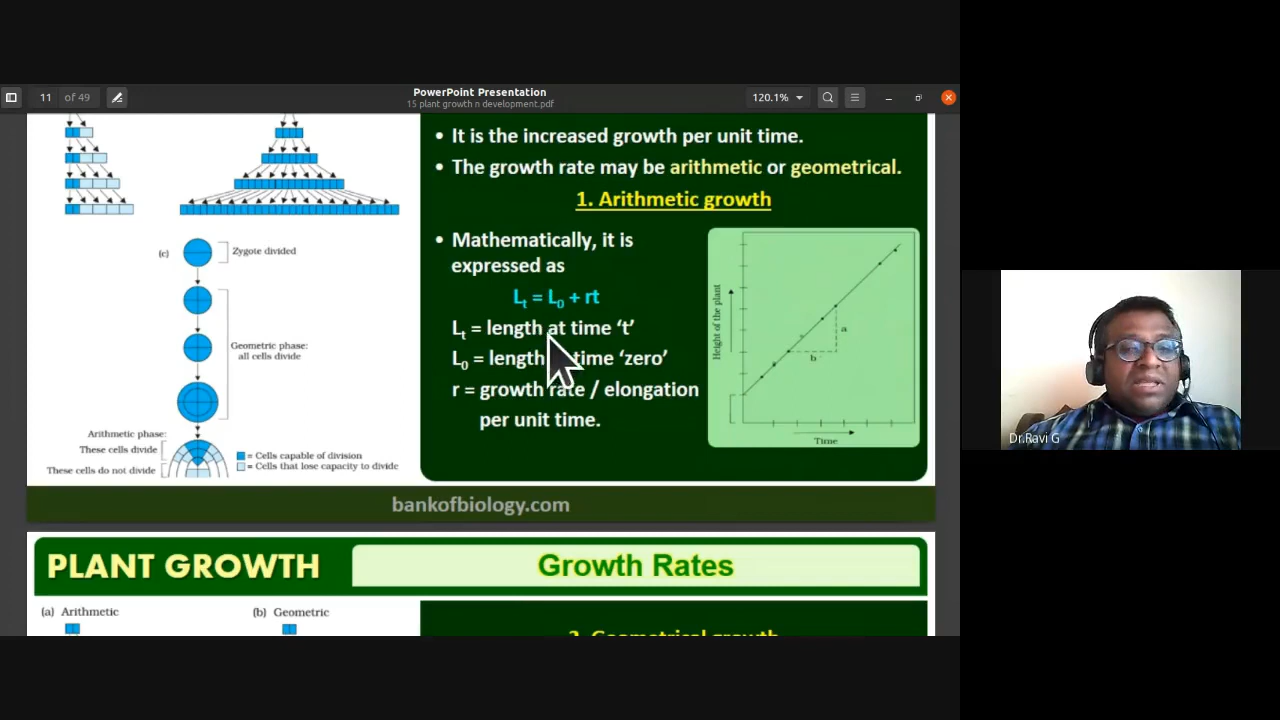 PowerPoint Presentation
11 of 49
15 plant growth n development.pdf
120.1%
• It is the increased growth per unit time.
• The growth rate may be arithmetic or geometrical.
1. Arithmetic growth
• Mathematically, it is
expressed as
Lt = L0 + rt
Lt = length at time ‘t’
L0 = length time ‘zero’
r = growth rate / elongation
per unit time.
Height of the plant
a
b
Time
(c)
Zygote divided
Geometric phase:
all cells divide
Arithmetic phase:
These cells divide
These cells do not divide
= Cells capable of division
= Cells that lose capacity to divide
bankofbiology.com
PLANT GROWTH
Growth Rates
(a) Arithmetic
(b) Geometric
Geometrical growth
Dr.Ravi G